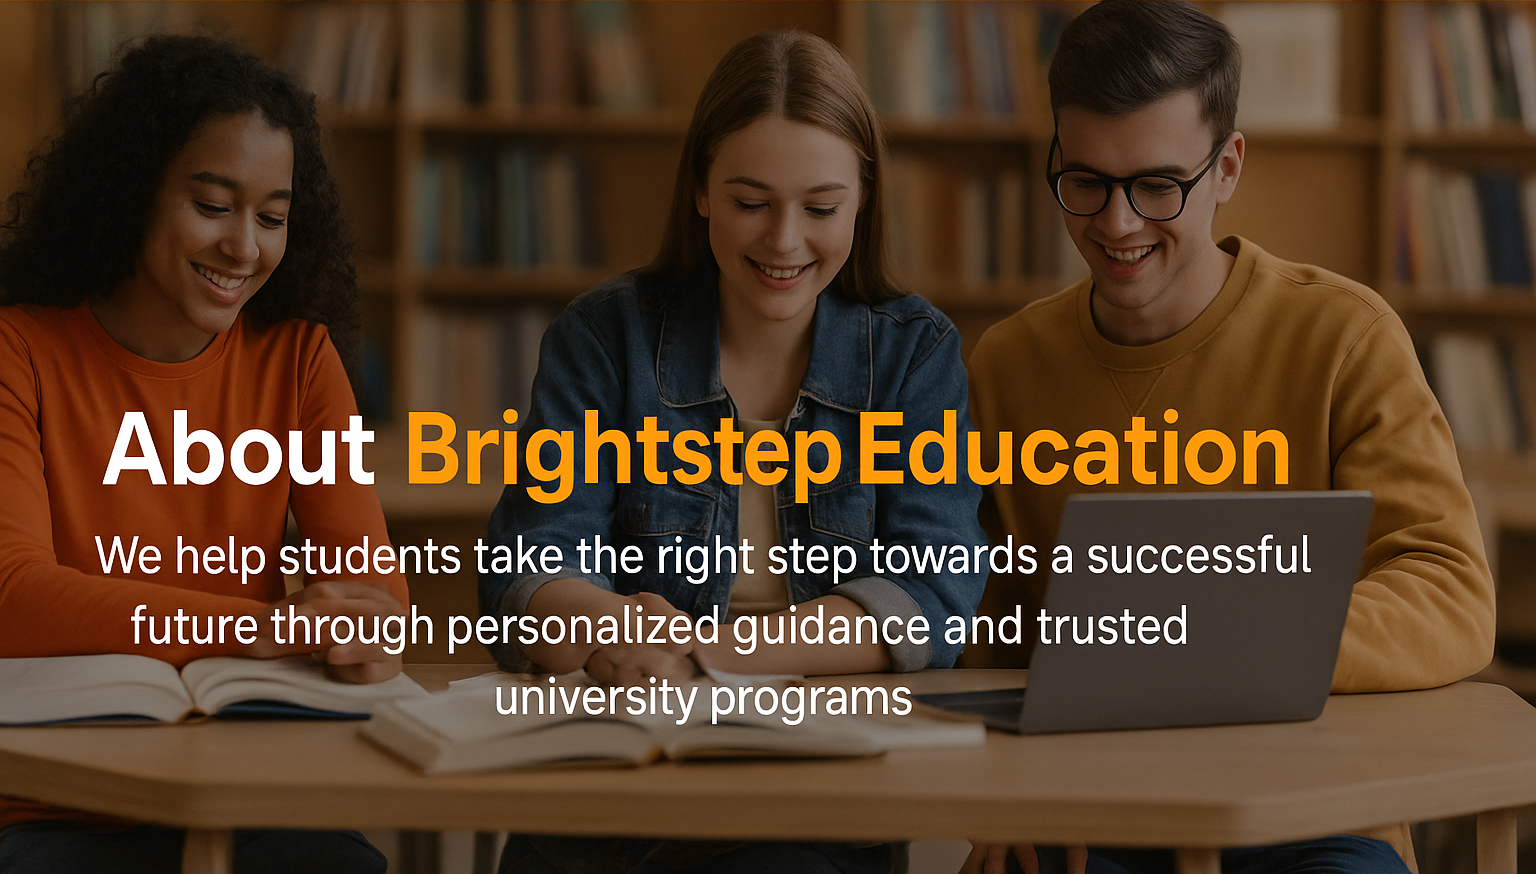 About Brightstep Education
We help students take the right step towards a successful
future through personalized guidance and trusted
university programs